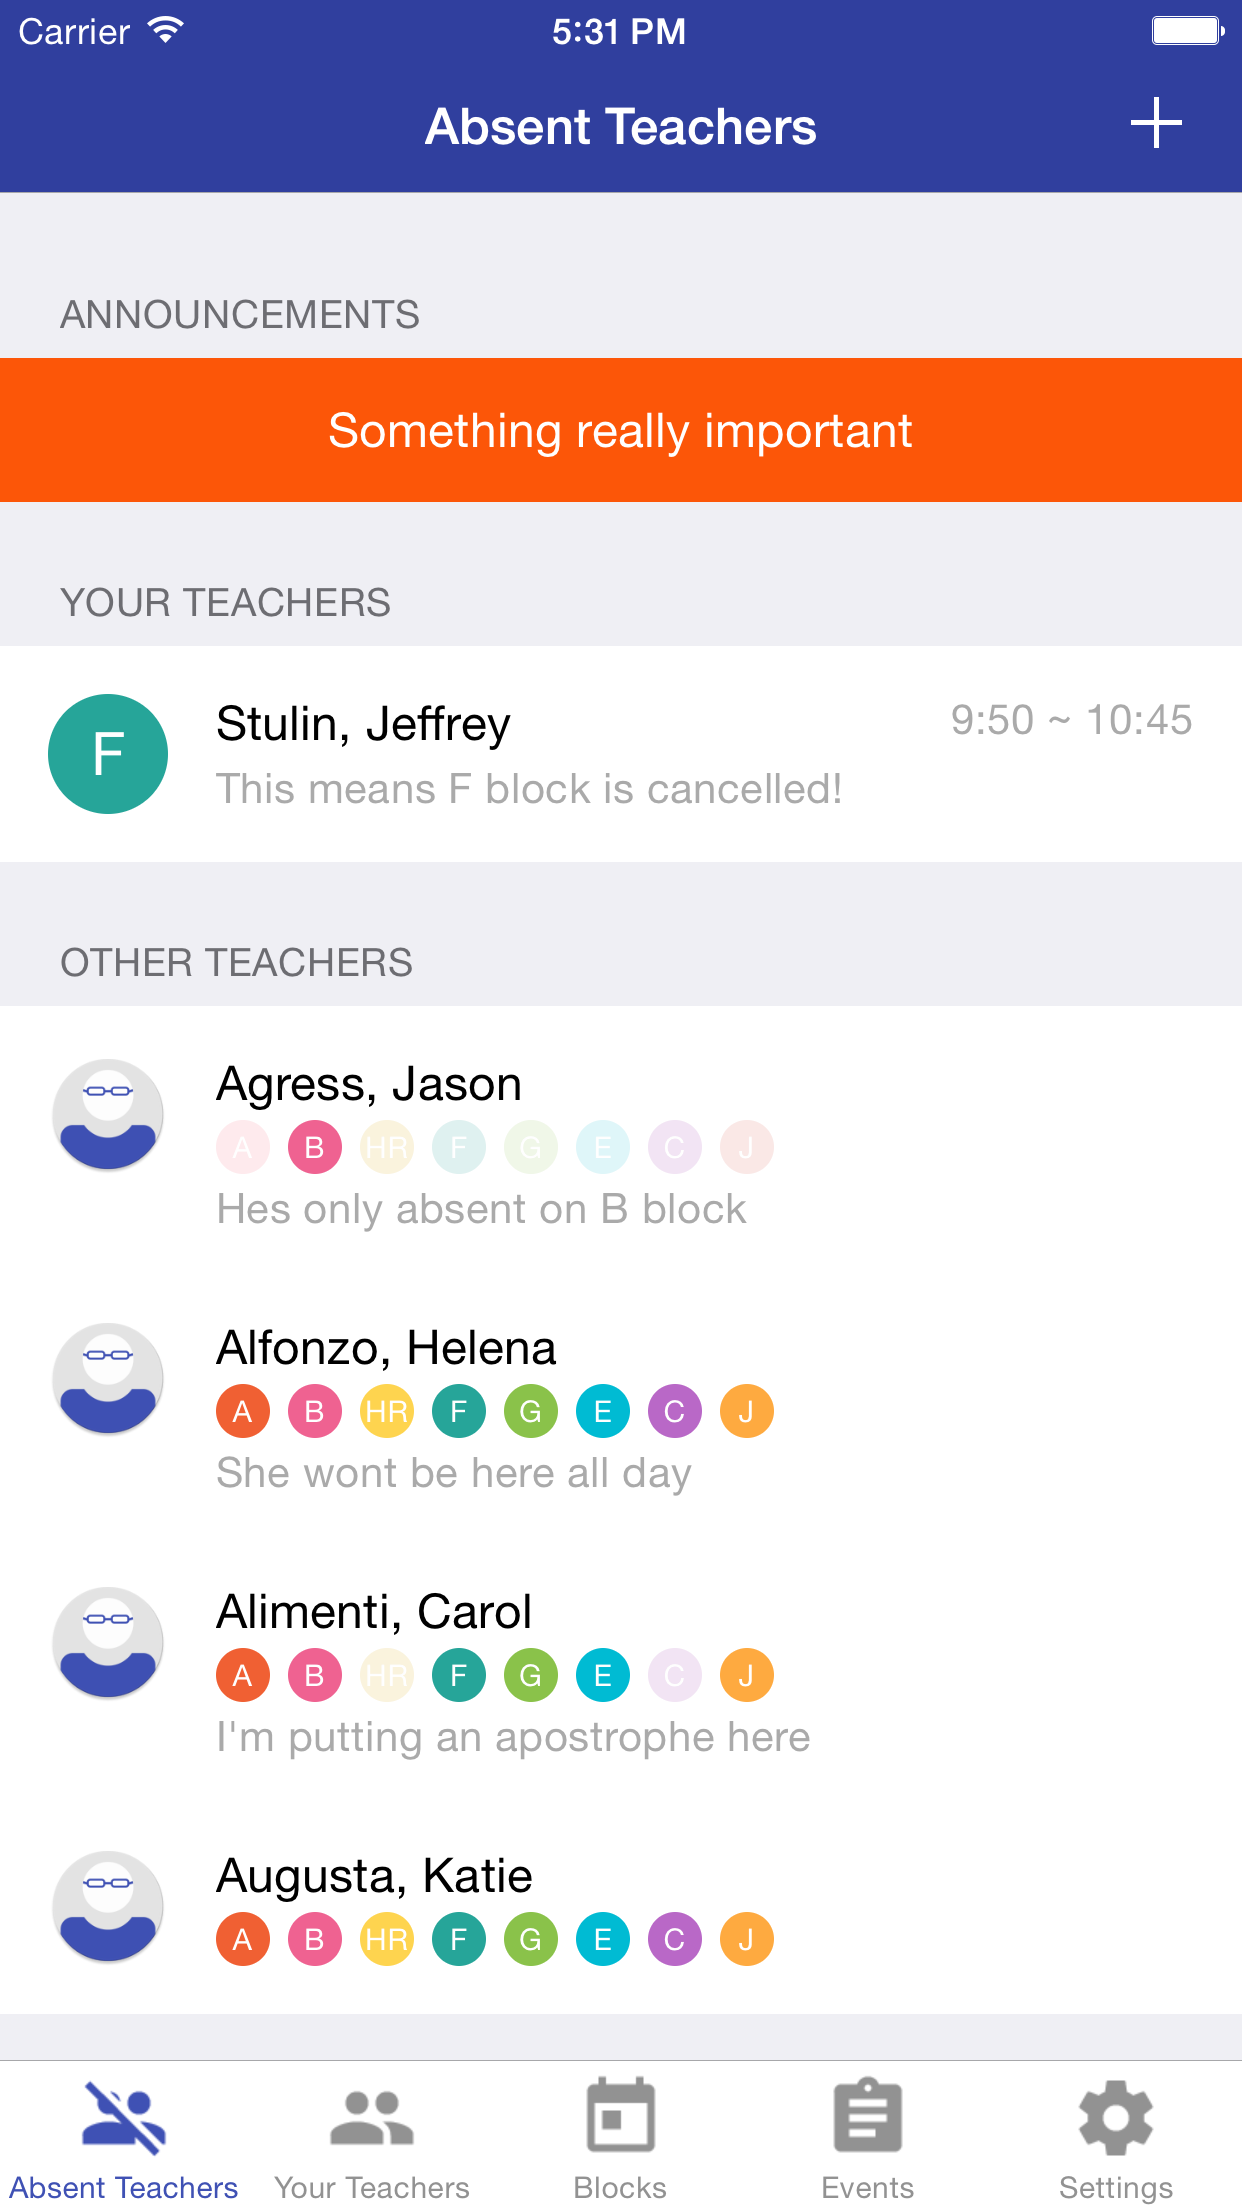 Carrier 5:31 PM
Absent Teachers
ANNOUNCEMENTS
Something really important
YOUR TEACHERS
F Stulin, Jeffrey 9:50 ~ 10:45
This means F block is cancelled!
OTHER TEACHERS
Agress, Jason
A B HR F G E C J
Hes only absent on B block
Alfonzo, Helena
A B HR F G E C J
She wont be here all day
Alimenti, Carol
A B HR F G E C J
I'm putting an apostrophe here
Augusta, Katie
A B HR F G E C J
Absent Teachers Your Teachers Blocks Events Settings